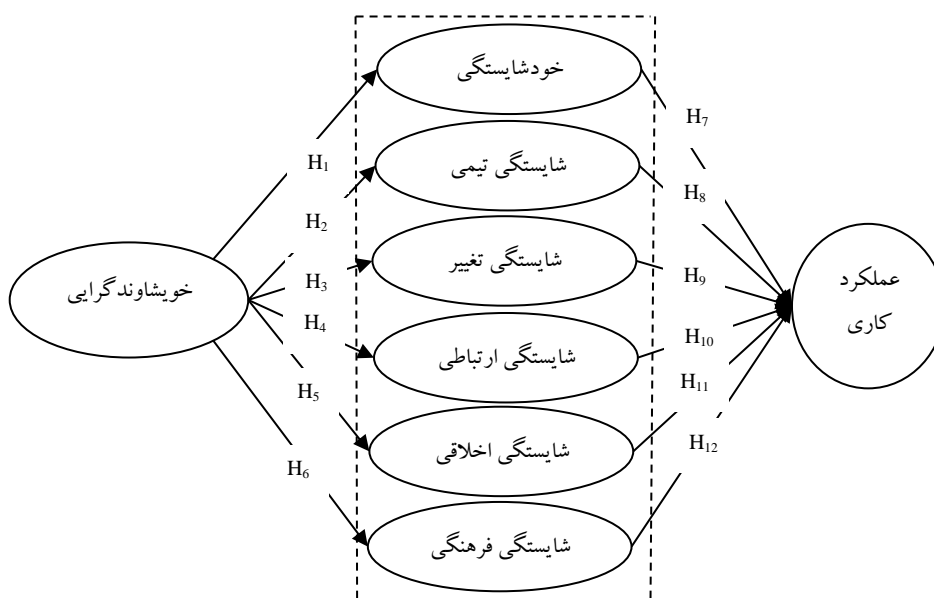 خودشایستگی
H7
H1
شایستگی تیمی
H8
H2
شایستگی تغییر
خویشاوندگرایی
H3
H9
عملکرد
کاری
H4
H10
شایستگی ارتباطی
H5
H11
شایستگی اخلاقی
H12
H6
شایستگی فرهنگی